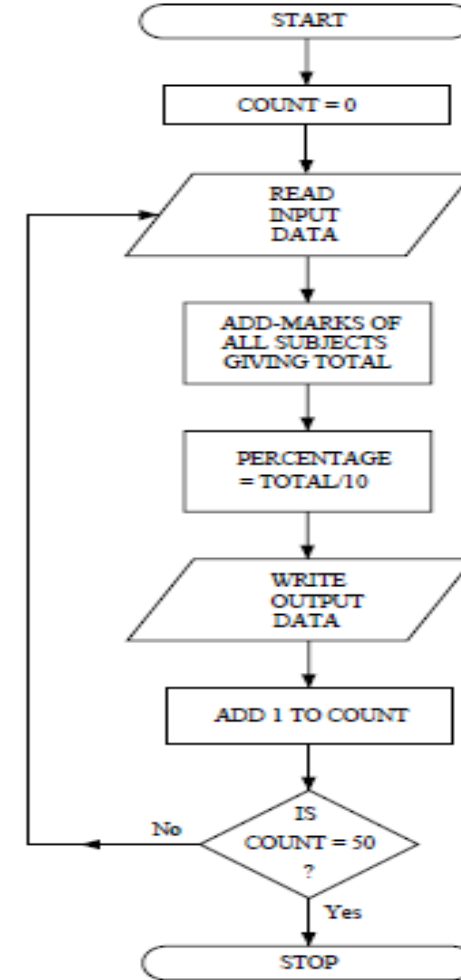 START
COUNT = 0
READ
INPUT
DATA
ADD-MARKS OF
ALL SUBJECTS
GIVING TOTAL
PERCENTAGE
= TOTAL/10
WRITE
OUTPUT
DATA
ADD 1 TO COUNT
IS
COUNT = 50
?
No
Yes
STOP